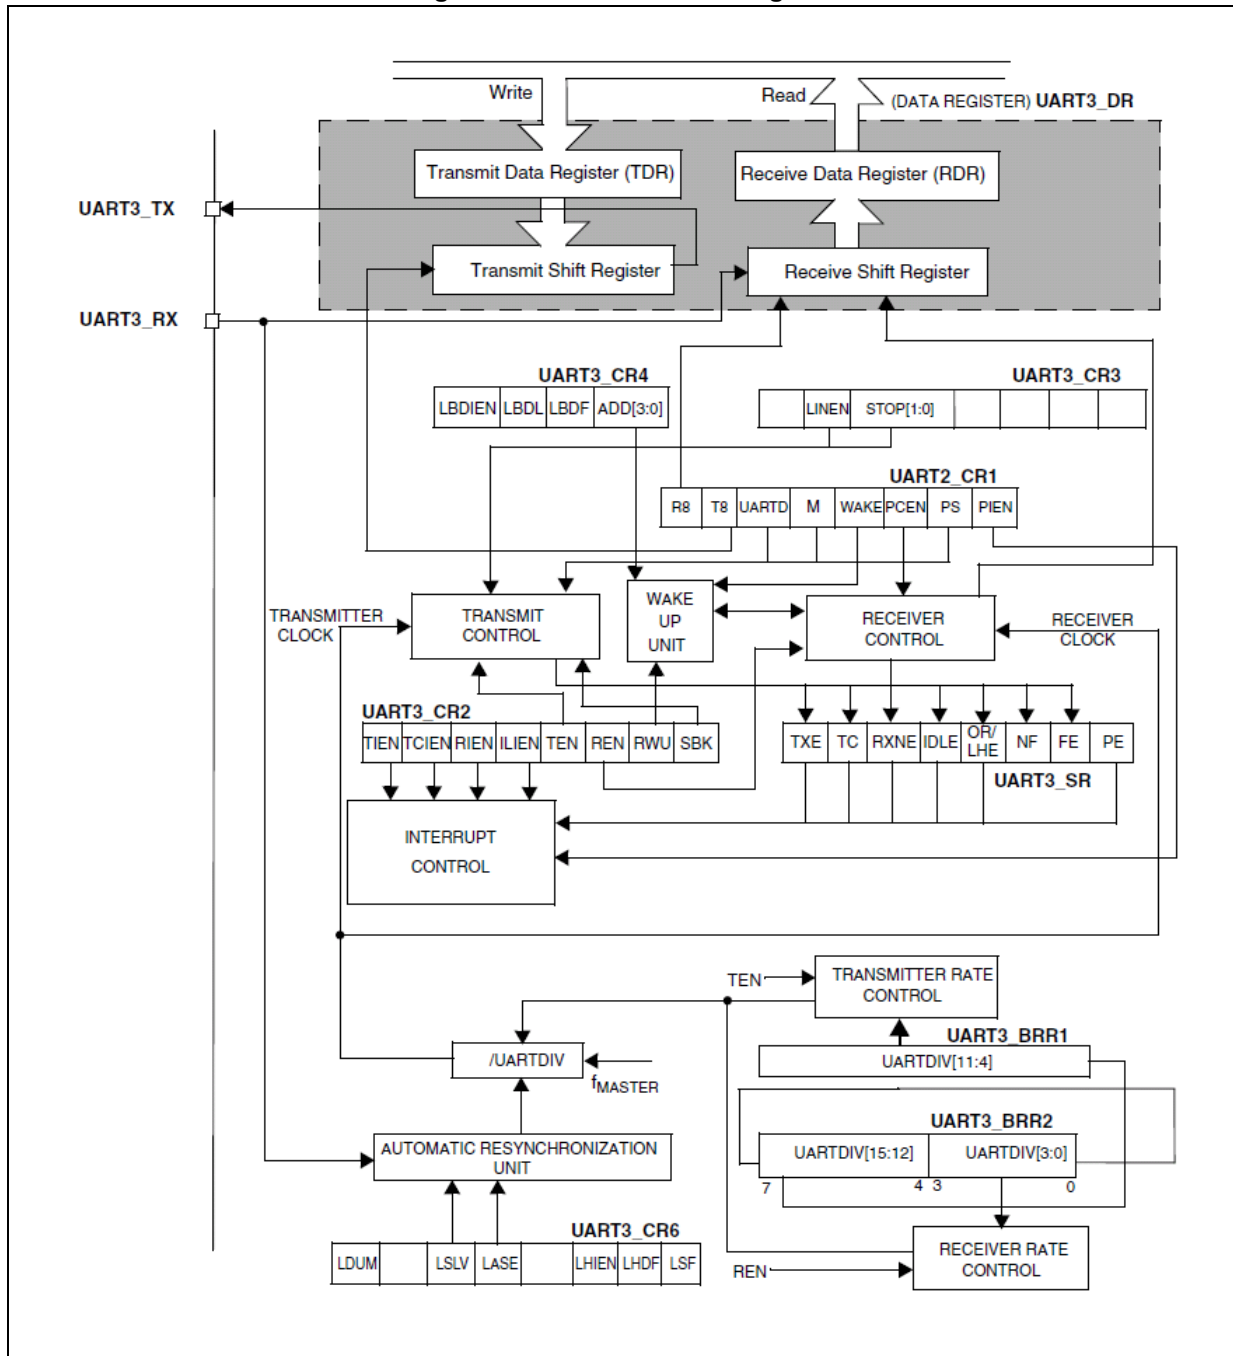 Write
Read
(DATA REGISTER) UART3_DR
Transmit Data Register (TDR)
Receive Data Register (RDR)
UART3_TX
Transmit Shift Register
Receive Shift Register
UART3_RX
UART3_CR4
UART3_CR3
LBDIEN LBDL LBDF ADD[3:0]
LINEN STOP[1:0]
UART2_CR1
R8 T8 UARTD M WAKE PCEN PS PIEN
TRANSMITTER
CLOCK
TRANSMIT
CONTROL
WAKE
UP
UNIT
RECEIVER
CONTROL
RECEIVER
CLOCK
UART3_CR2
TIEN TCIEN RIEN ILIEN TEN REN RWU SBK
TXE TC RXNE IDLE OR/ LHE NF FE PE
UART3_SR
INTERRUPT
CONTROL
TEN
TRANSMITTER RATE
CONTROL
UART3_BRR1
/UARTDIV
UARTDIV[11:4]
fMASTER
UART3_BRR2
AUTOMATIC RESYNCHRONIZATION
UNIT
UARTDIV[15:12] UARTDIV[3:0]
7 4 3 0
UART3_CR6
LDUM LSLV LASE LHIEN LHDF LSF
REN
RECEIVER RATE
CONTROL